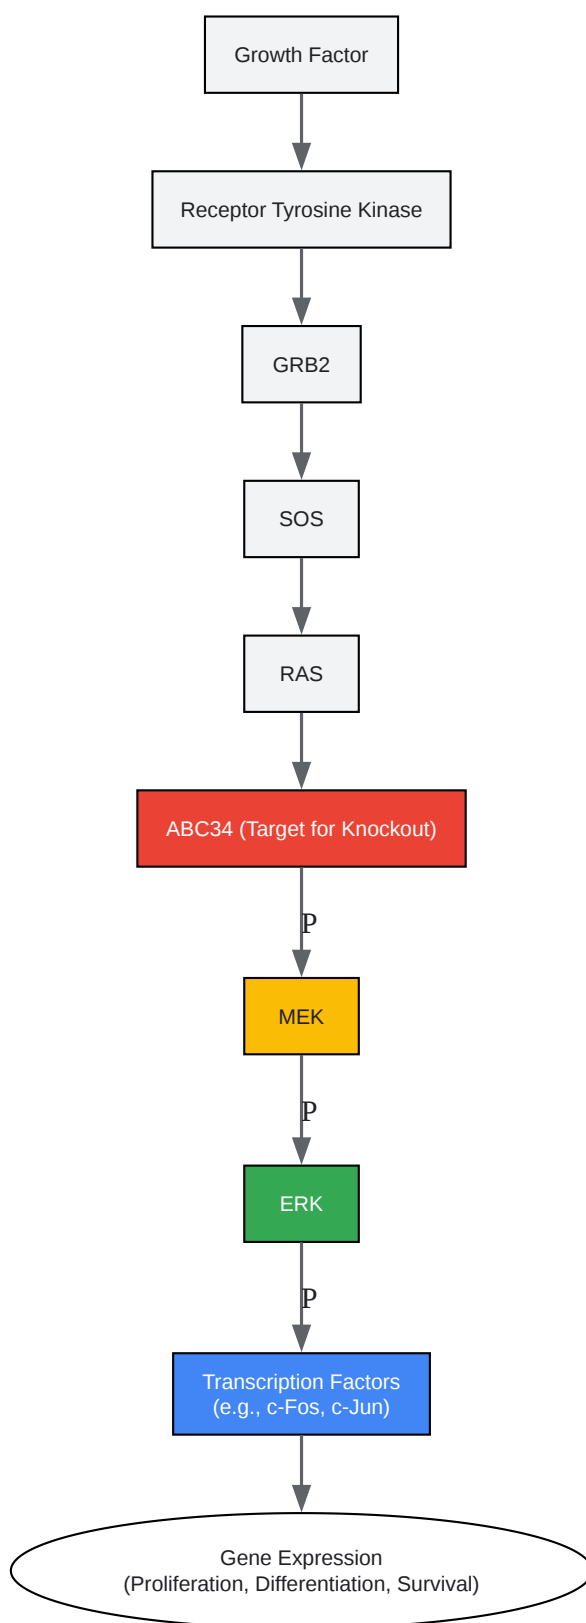 Growth Factor
Receptor Tyrosine Kinase
GRB2
SOS
RAS
ABC34 (Target for Knockout)
P
MEK
P
ERK
P
Transcription Factors
(e.g., c-Fos, c-Jun)
Gene Expression
(Proliferation, Differentiation, Survival)